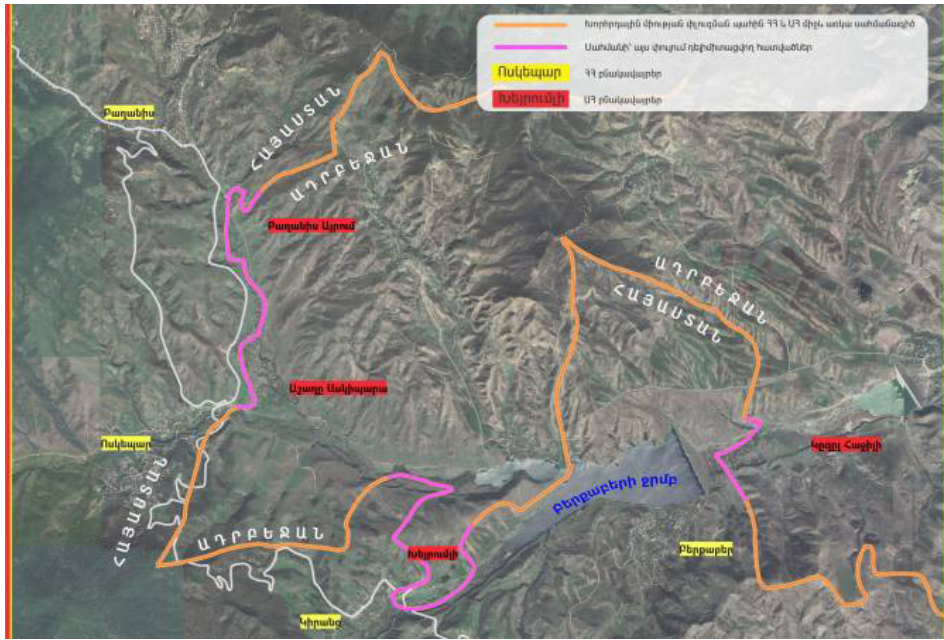 Խորհրդային միության փլուզման պահին ՀՀ և ԱՀ միջև առկա սահմանագիծ
Սահմանի՝ այս փուլում դելիմիտացվող հատվածներ
Ոսկեպար ՀՀ բնակավայրեր
Խեյրումլի ԱՀ բնակավայրեր
Բաղանիս
ՀԱՅԱՍՏԱՆ
ԱԴՐԲԵՋԱՆ
Բաղանիս Այրում
ԱԴՐԲԵՋԱՆ
ՀԱՅԱՍՏԱՆ
Աշաղը Ասկիպարա
Ոսկեպար
Կըզըլ Հաջիլի
ԲԵՐՔԱԲԵՐԻ ՋՐՄԲ
ՀԱՅԱՍՏԱՆ
ԱԴՐԲԵՋԱՆ
Խեյրումլի
Բերքաբեր
Կիրանց